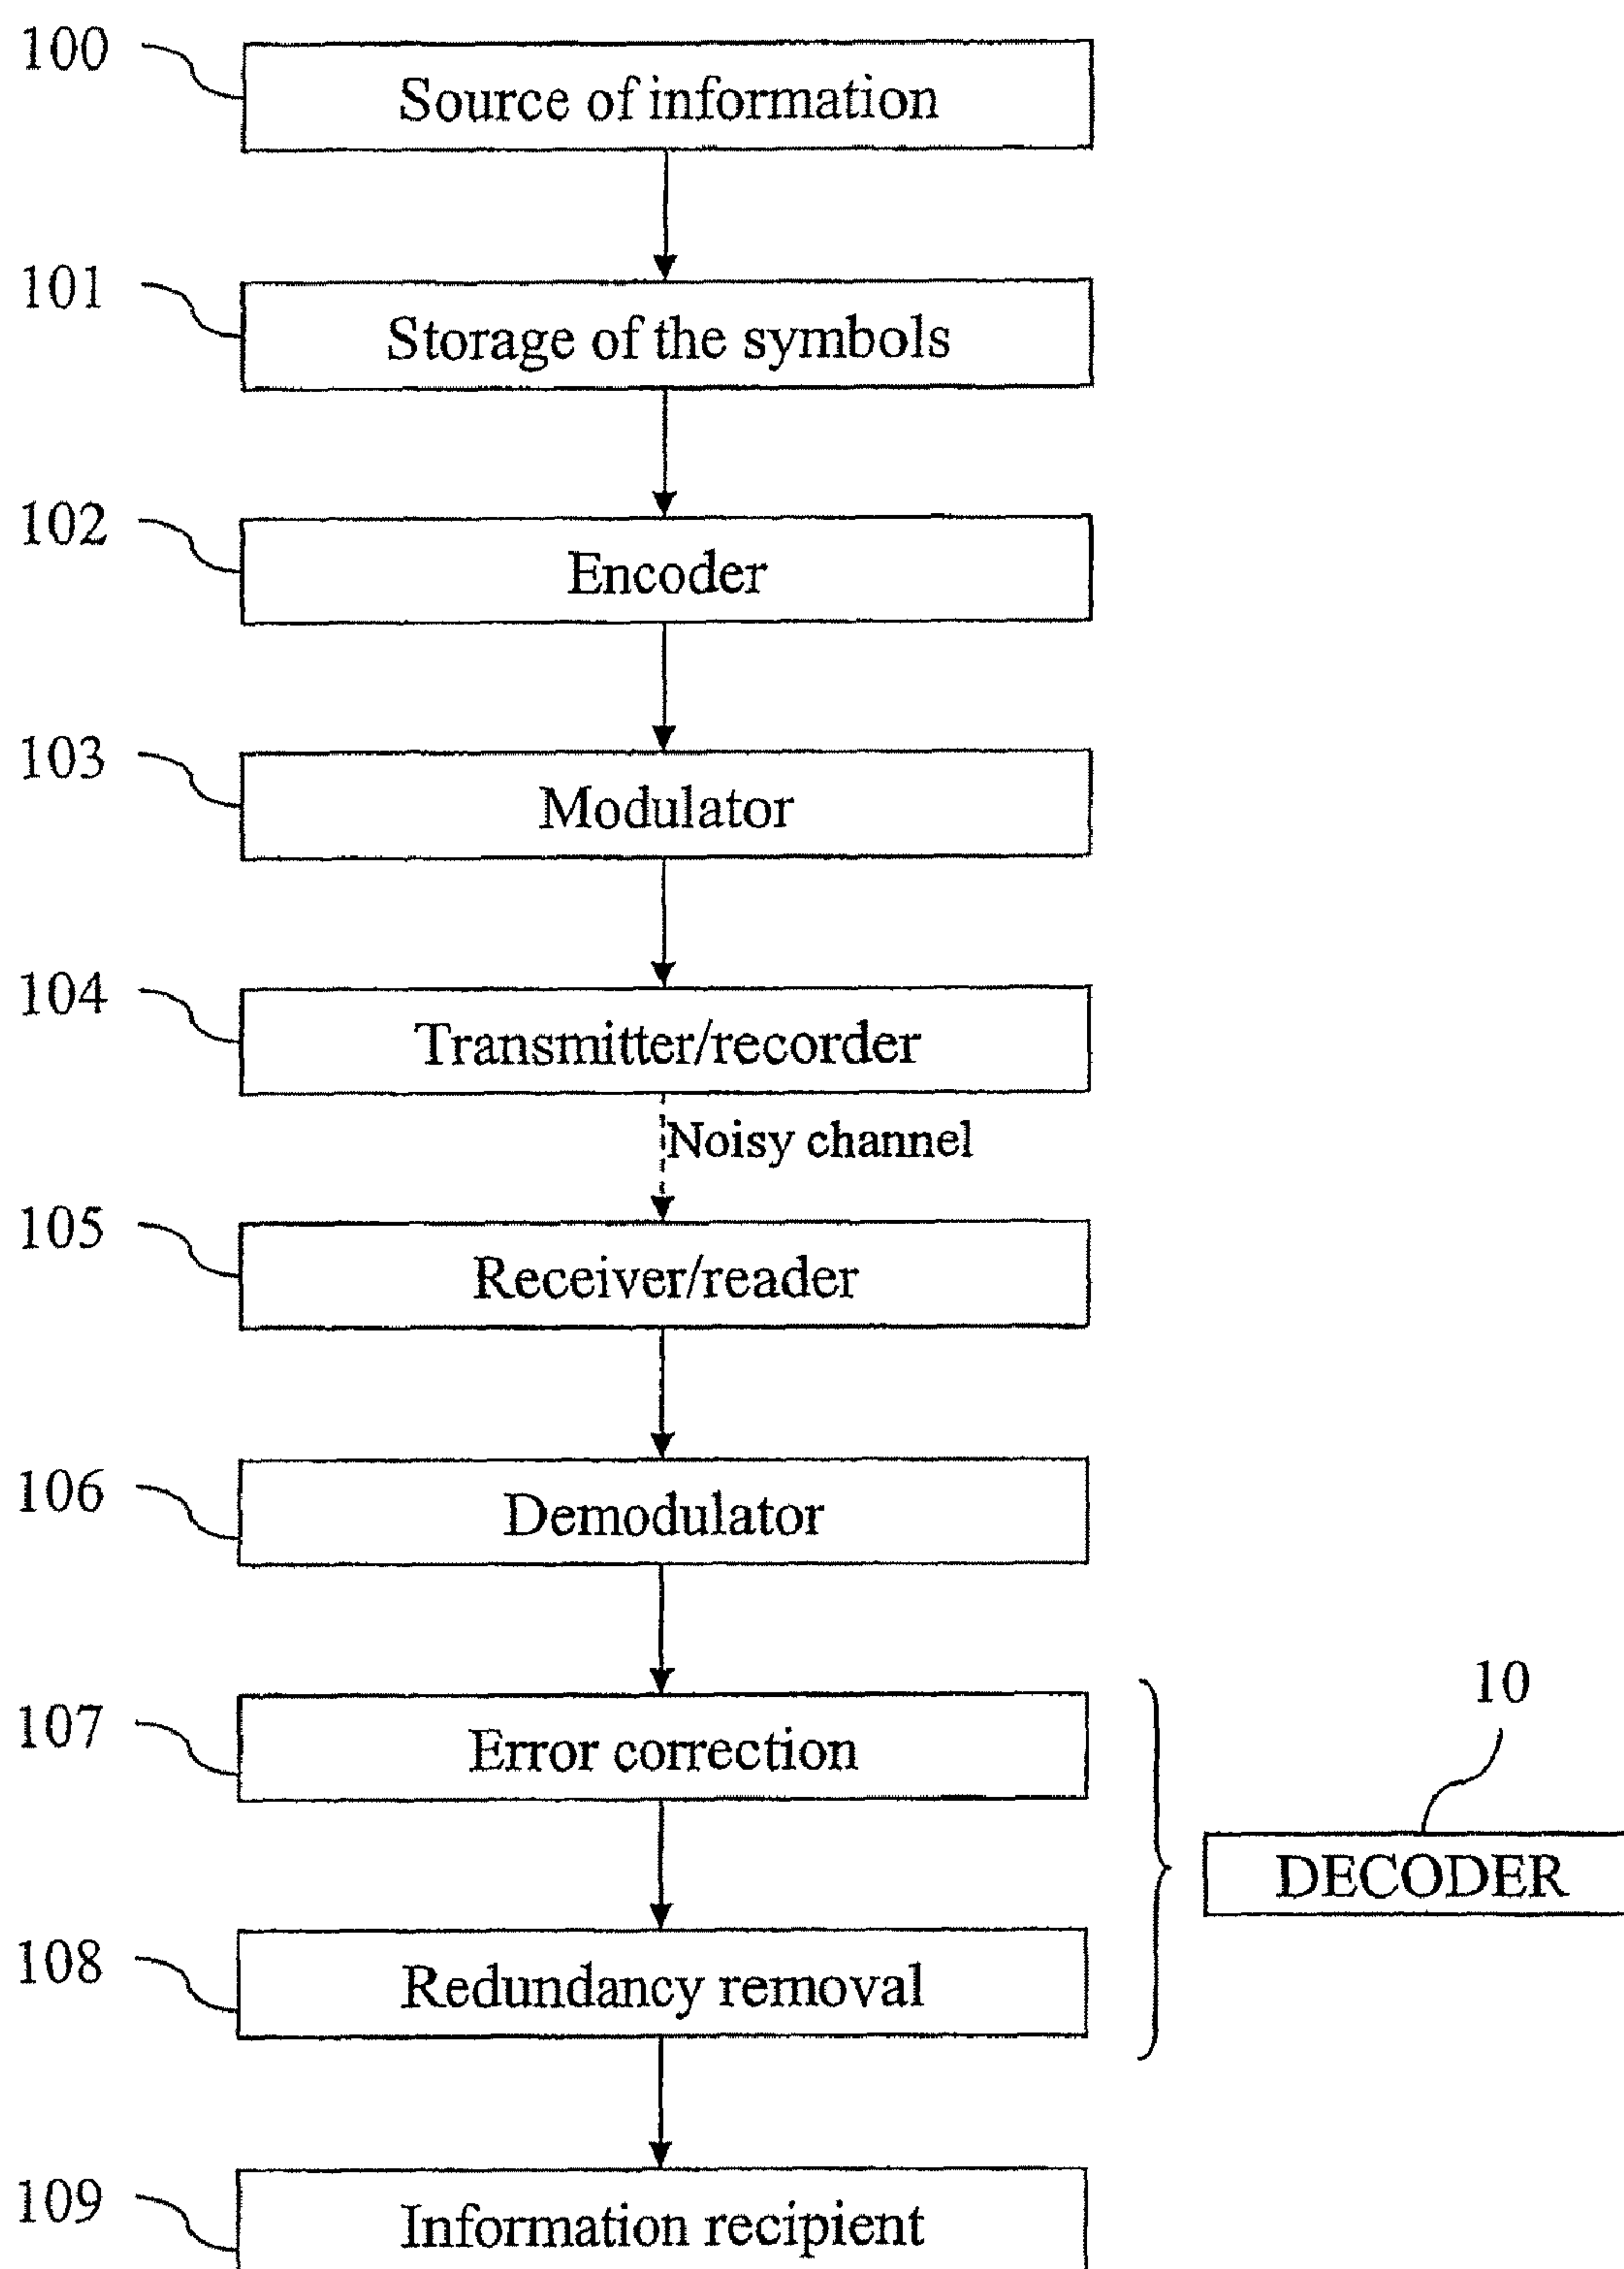 100 Source of information
101 Storage of the symbols
102 Encoder
103 Modulator
104 Transmitter/recorder
Noisy channel
105 Receiver/reader
106 Demodulator
107 Error correction
10
DECODER
108 Redundancy removal
109 Information recipient